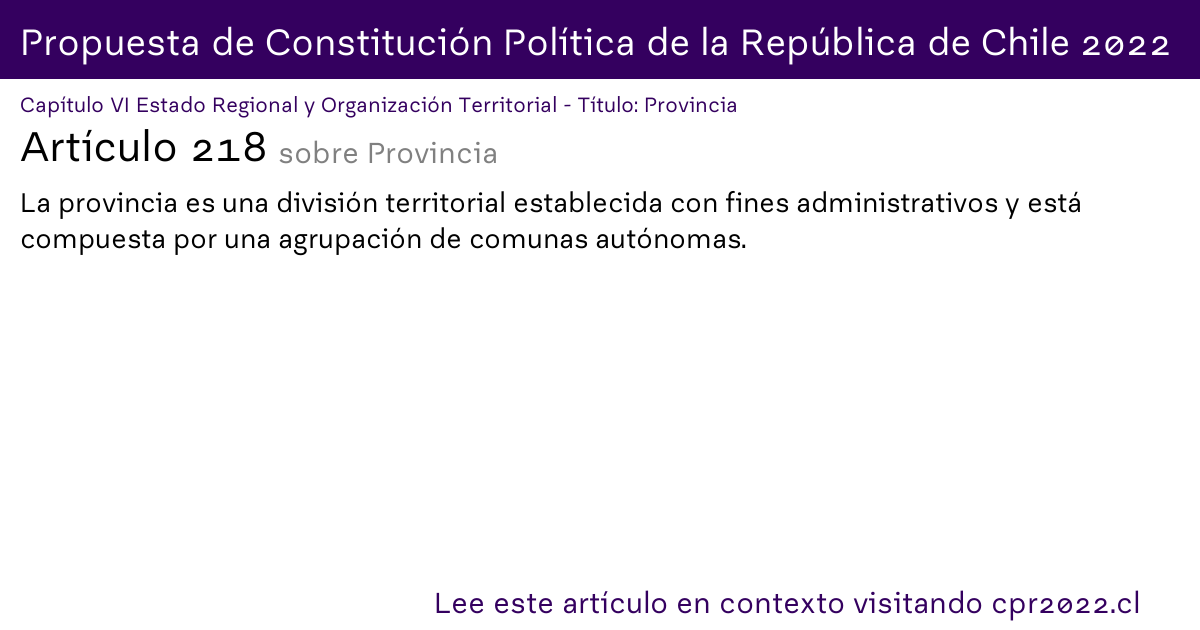 Propuesta de Constitución Política de la República de Chile 2022
Capítulo VI Estado Regional y Organización Territorial - Título: Provincia
Artículo 218 sobre Provincia
La provincia es una división territorial establecida con fines administrativos y está
compuesta por una agrupación de comunas autónomas.
Lee este artículo en contexto visitando cpr2022.cl